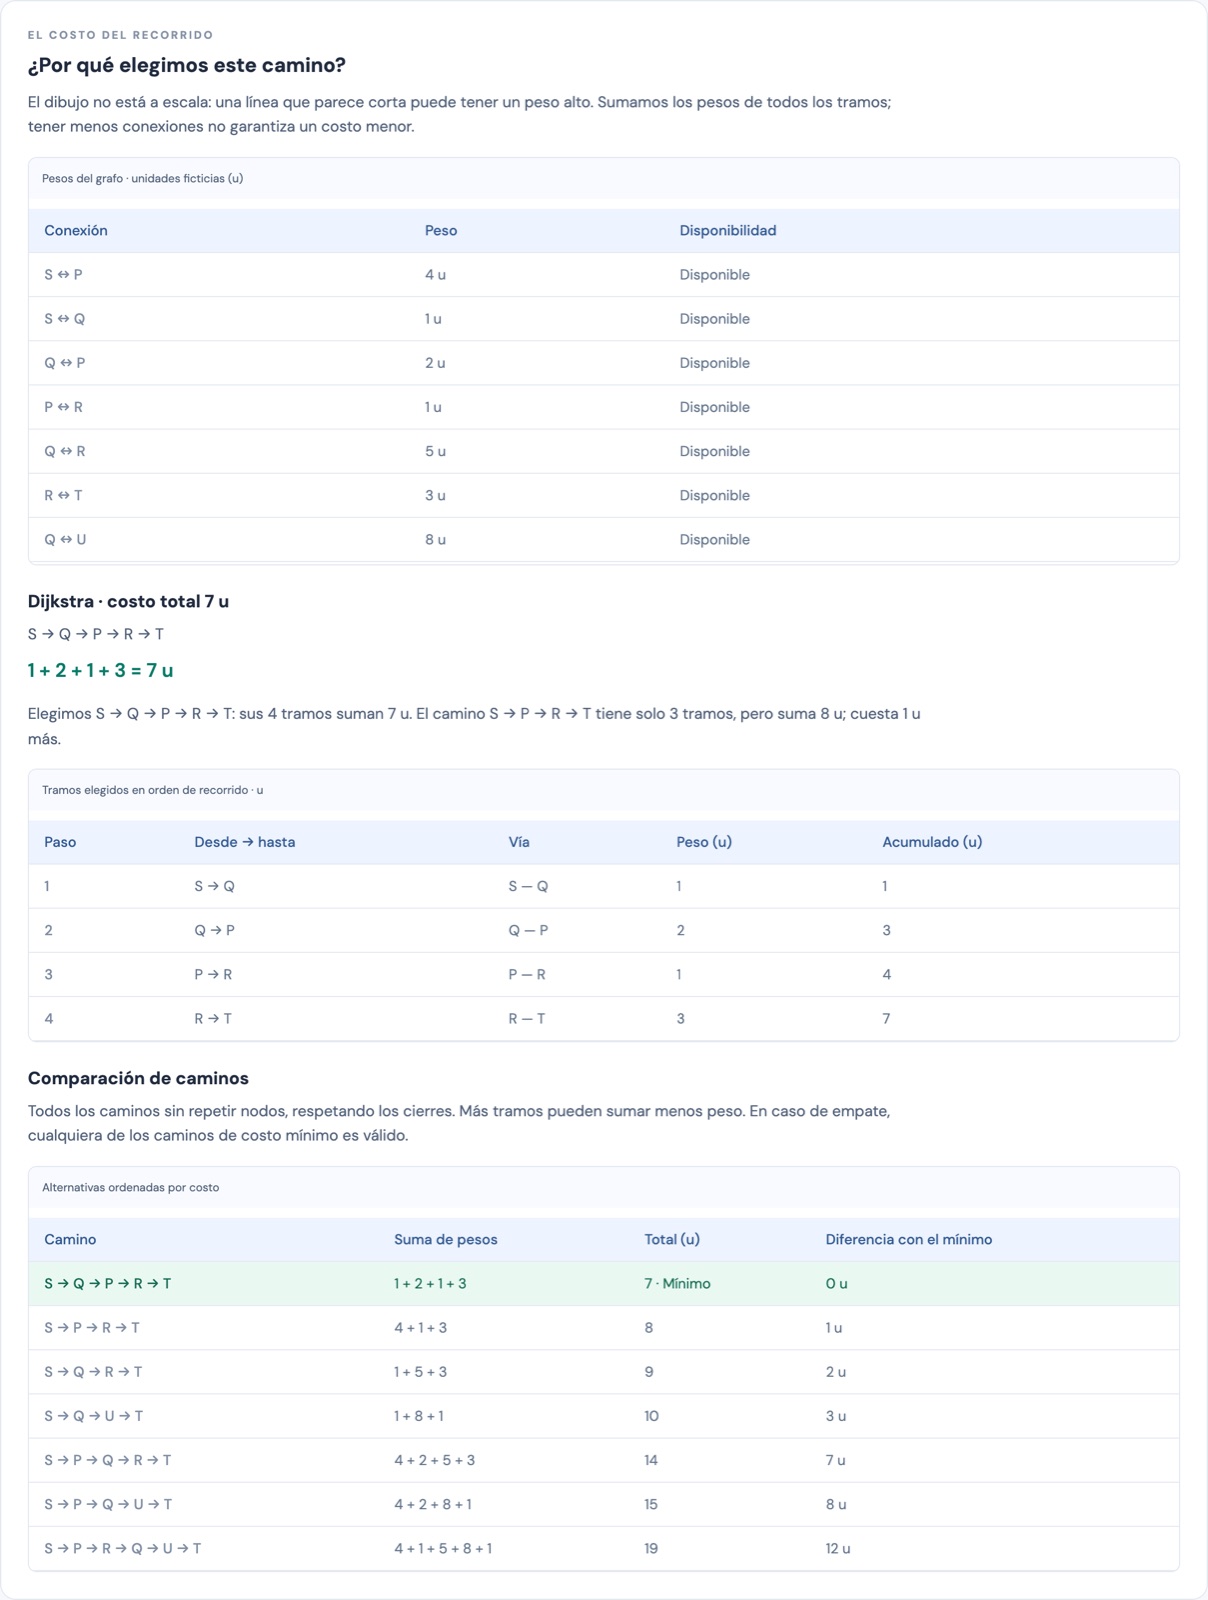 EL COSTO DEL RECORRIDO
¿Por qué elegimos este camino?
El dibujo no está a escala: una línea que parece corta puede tener un peso alto. Sumamos los pesos de todos los tramos;
tener menos conexiones no garantiza un costo menor.
Pesos del grafo · unidades ficticias (u)
Conexión Peso Disponibilidad
S ↔ P 4 u Disponible
S ↔ Q 1 u Disponible
Q ↔ P 2 u Disponible
P ↔ R 1 u Disponible
Q ↔ R 5 u Disponible
R ↔ T 3 u Disponible
Q ↔ U 8 u Disponible
Dijkstra · costo total 7 u
S → Q → P → R → T
1 + 2 + 1 + 3 = 7 u
Elegimos S → Q → P → R → T: sus 4 tramos suman 7 u. El camino S → P → R → T tiene solo 3 tramos, pero suma 8 u; cuesta 1 u
más.
Tramos elegidos en orden de recorrido · u
Paso Desde → hasta Vía Peso (u) Acumulado (u)
1 S → Q S — Q 1 1
2 Q → P Q — P 2 3
3 P → R P — R 1 4
4 R → T R — T 3 7
Comparación de caminos
Todos los caminos sin repetir nodos, respetando los cierres. Más tramos pueden sumar menos peso. En caso de empate,
cualquiera de los caminos de costo mínimo es válido.
Alternativas ordenadas por costo
Camino Suma de pesos Total (u) Diferencia con el mínimo
S → Q → P → R → T 1 + 2 + 1 + 3 7 · Mínimo 0 u
S → P → R → T 4 + 1 + 3 8 1 u
S → Q → R → T 1 + 5 + 3 9 2 u
S → Q → U → T 1 + 8 + 1 10 3 u
S → P → Q → R → T 4 + 2 + 5 + 3 14 7 u
S → P → Q → U → T 4 + 2 + 8 + 1 15 8 u
S → P → R → Q → U → T 4 + 1 + 5 + 8 + 1 19 12 u